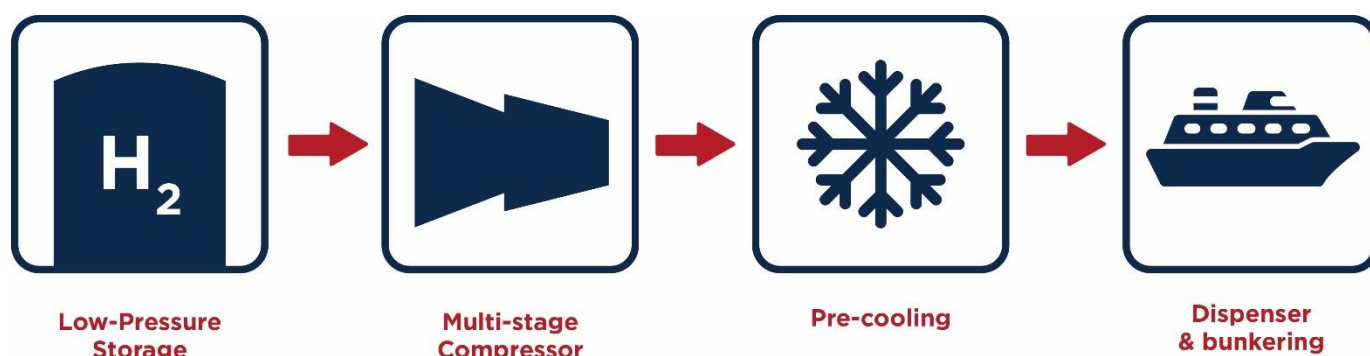 H2
Low-Pressure
Storage
Multi-stage
Compressor
Pre-cooling
Dispenser
& bunkering